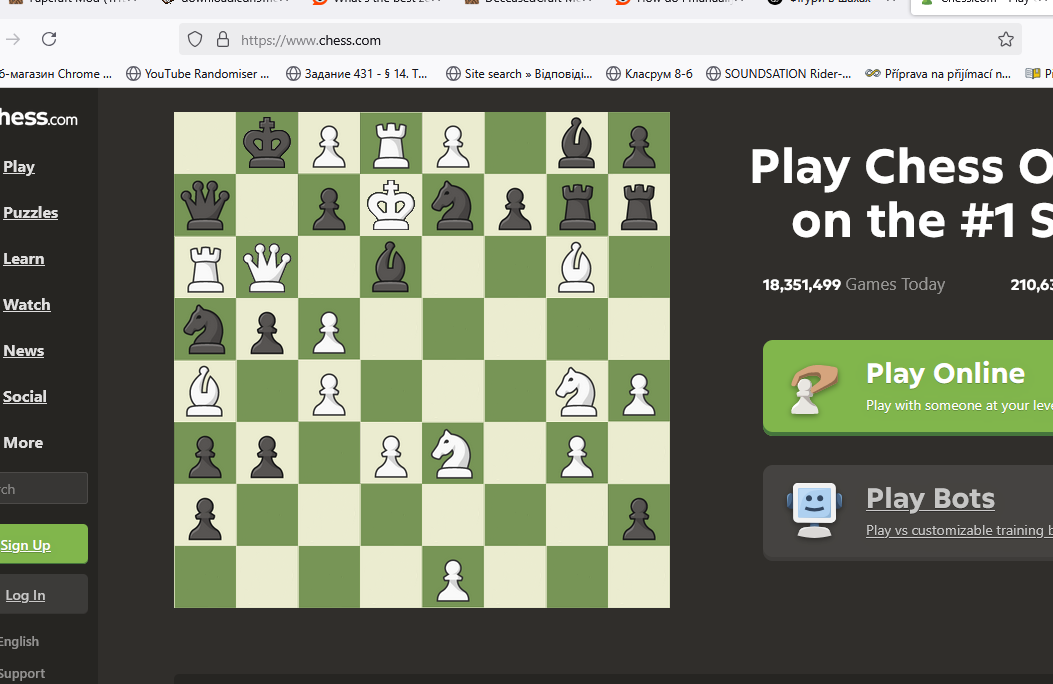 https://www.chess.com
YouTube Randomiser ...
Задание 431 - § 14. Т...
Site search » Відповіді...
Класрум 8-6
SOUNDSATION Rider-...
Příprava na přijímací n...
б-магазин Chrome ...
hess.com
Play
Puzzles
Learn
Watch
News
Social
More
rch
Sign Up
Log In
English
Support
Play Chess O
on the #1 S
18,351,499 Games Today
210,63
Play Online
Play with someone at your leve
Play Bots
Play vs customizable training b